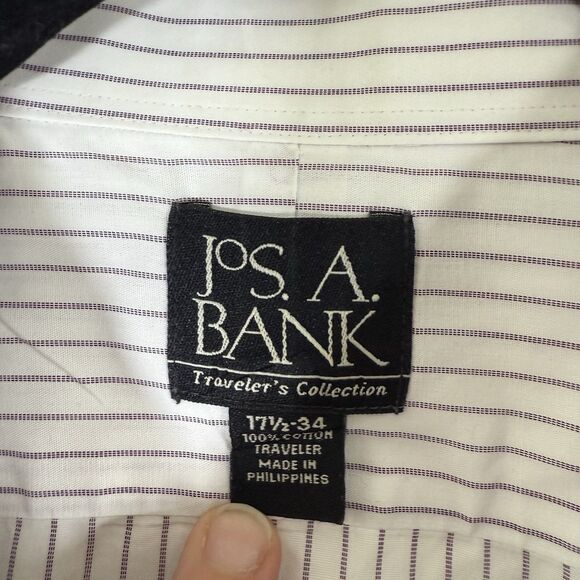 JoS. A.
BANK
Traveler's Collection
17½-34
100% COTTON
TRAVELER
MADE IN
PHILIPPINES